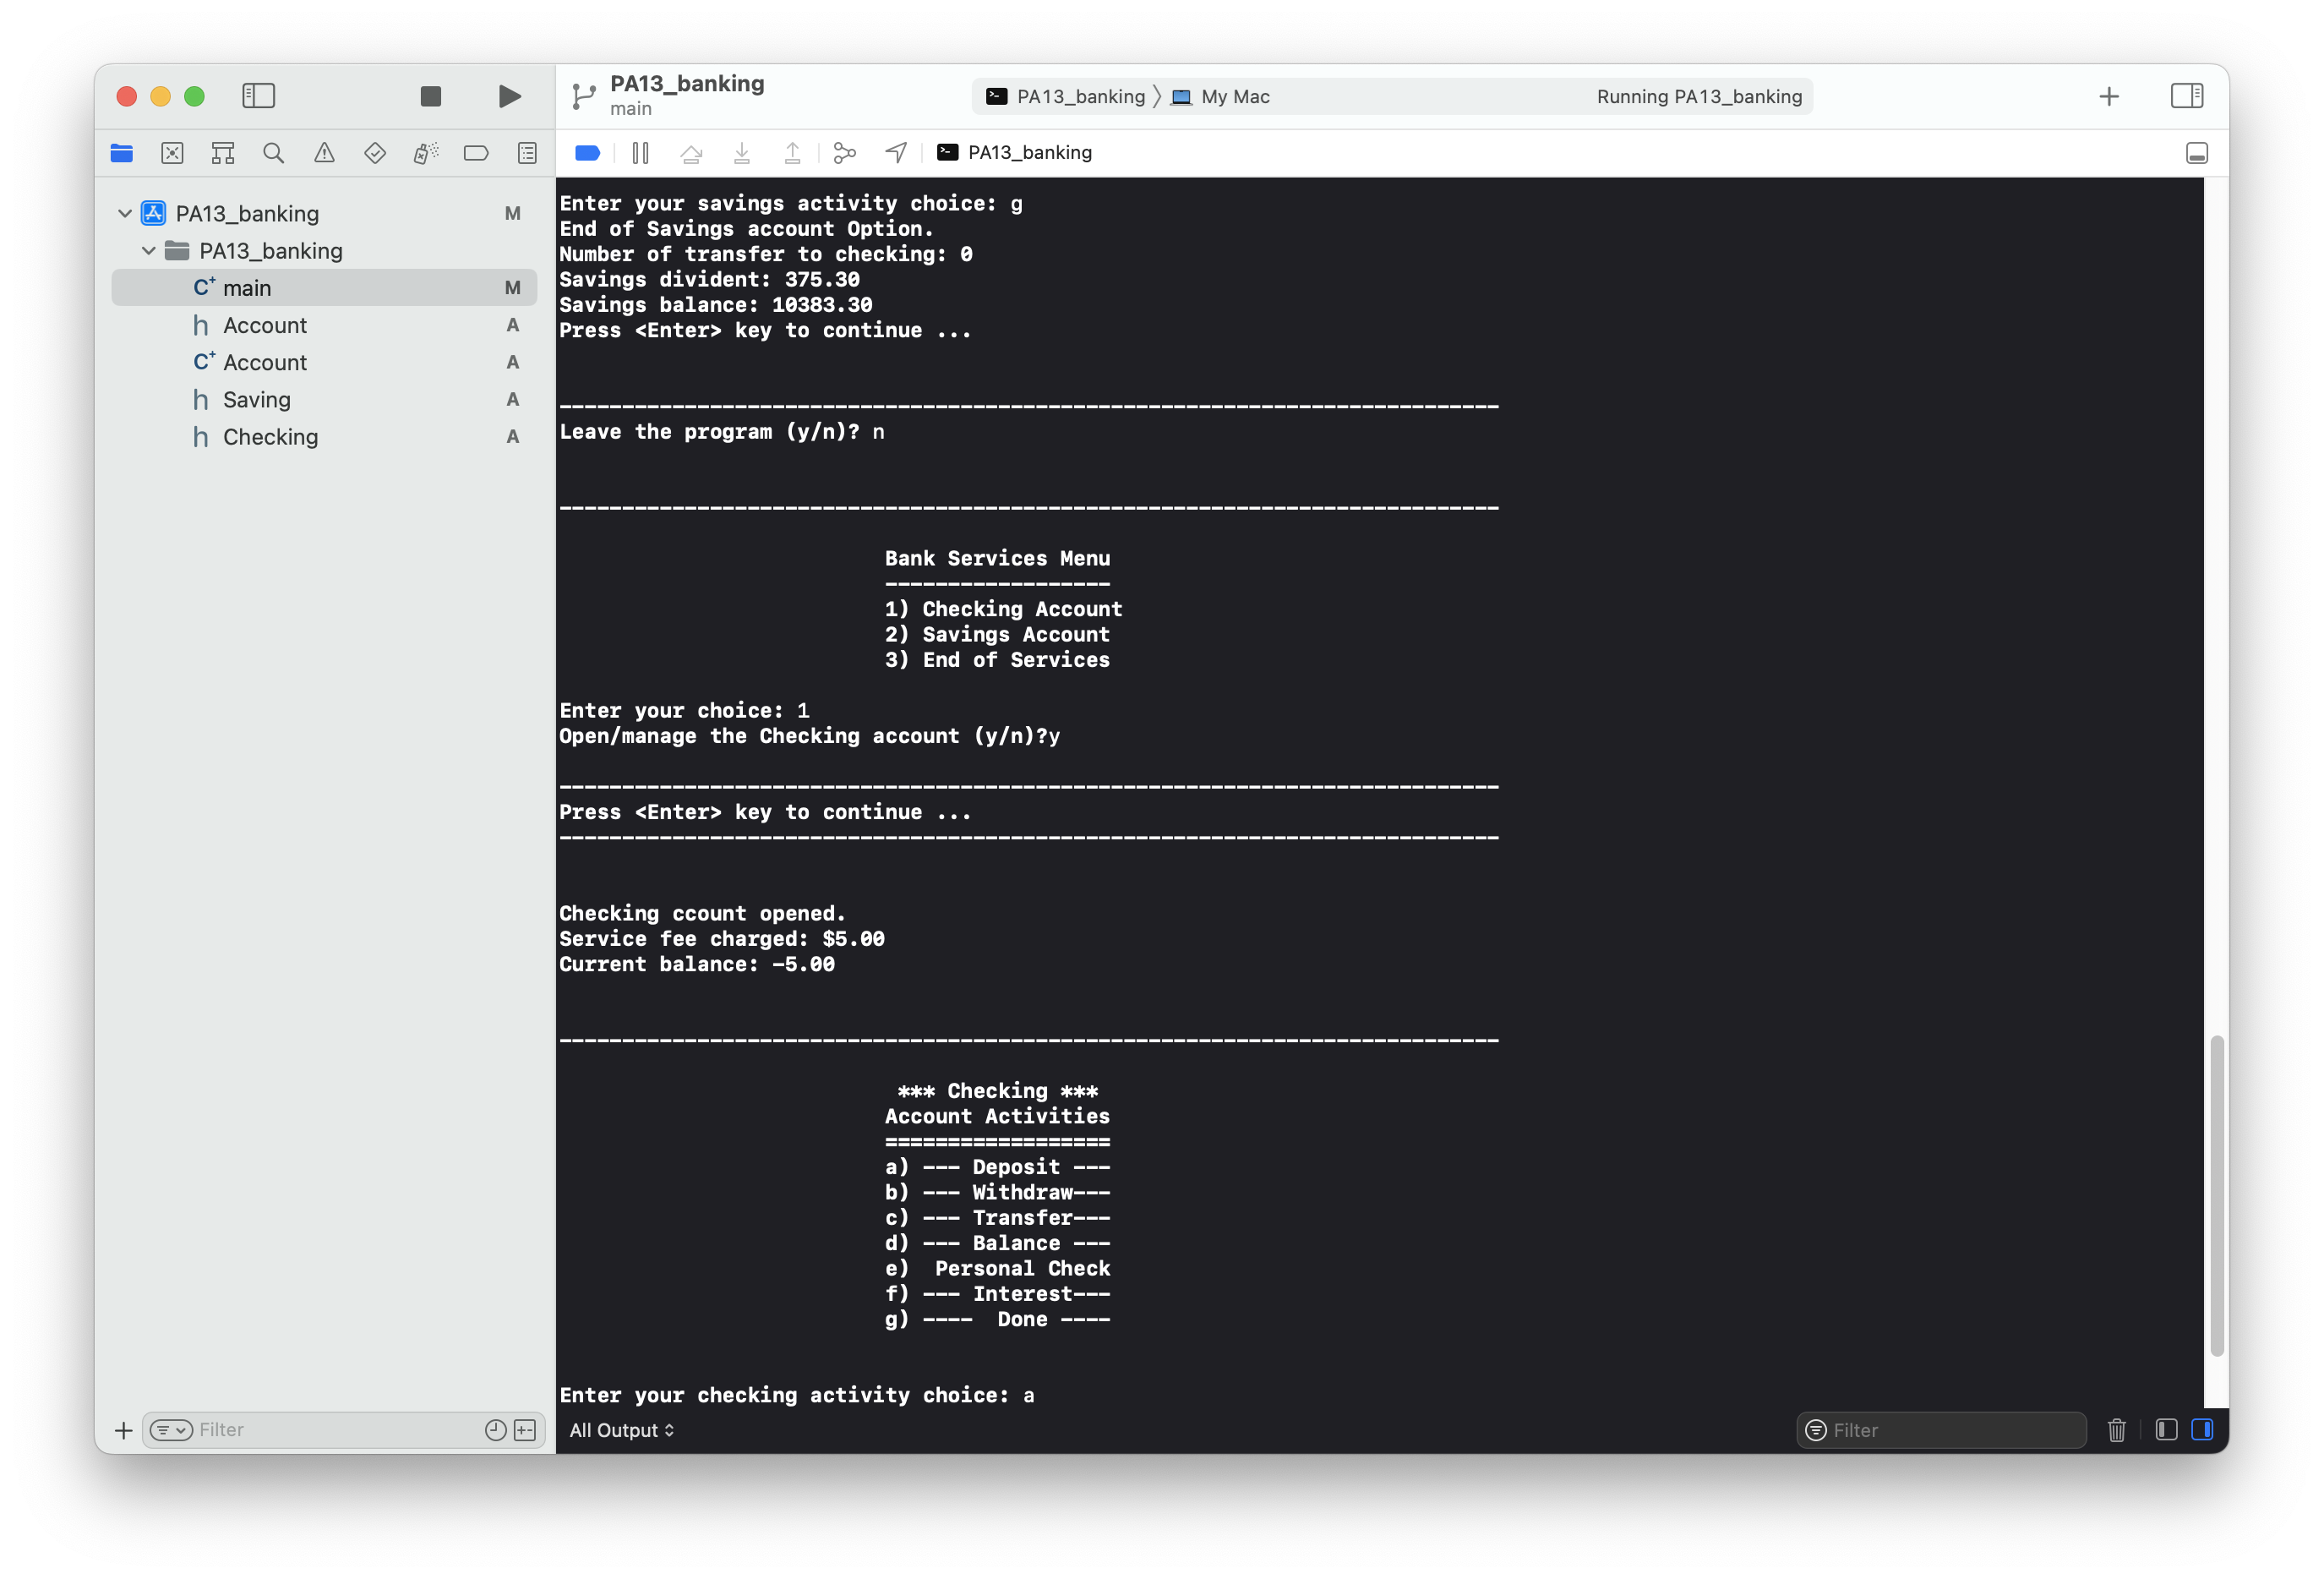 PA13_banking
main
PA13_banking
My Mac
Running PA13_banking
PA13_banking
PA13_banking M
PA13_banking
main M
Account A
Account A
Saving A
Checking A
Enter your savings activity choice: g
End of Savings account Option.
Number of transfer to checking: 0
Savings divident: 375.30
Savings balance: 10383.30
Press <Enter> key to continue ...
---------------------------------------------------------------------------
Leave the program (y/n)? n
---------------------------------------------------------------------------
Bank Services Menu
------------------
1) Checking Account
2) Savings Account
3) End of Services
Enter your choice: 1
Open/manage the Checking account (y/n)?y
---------------------------------------------------------------------------
Press <Enter> key to continue ...
---------------------------------------------------------------------------
Checking ccount opened.
Service fee charged: $5.00
Current balance: -5.00
---------------------------------------------------------------------------
*** Checking ***
Account Activities
==================
a) --- Deposit ---
b) --- Withdraw---
c) --- Transfer---
d) --- Balance ---
e)  Personal Check
f) --- Interest---
g) ----  Done ----
Enter your checking activity choice: a
Filter
All Output
Filter